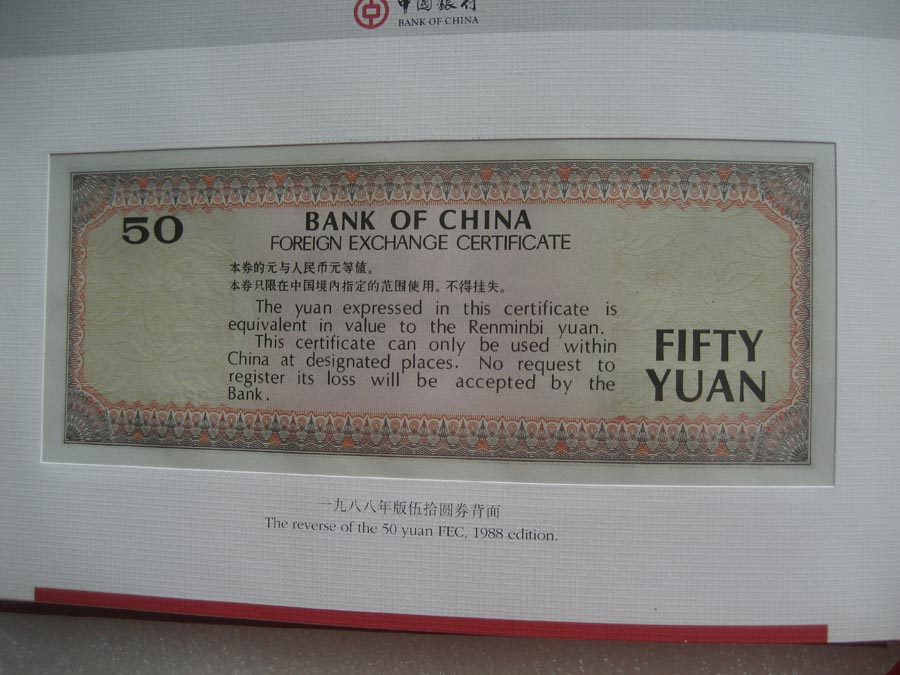 中国银行
BANK OF CHINA
50
BANK OF CHINA
FOREIGN EXCHANGE CERTIFICATE
本券的元与人民币元等值。
本券只限在中国境内指定的范围使用。不得挂失。
The yuan expressed in this certificate is
equivalent in value to the Renminbi yuan.
This certificate can only be used within
China at designated places. No request to
register its loss will be accepted by the
Bank.
FIFTY
YUAN
一九八八年版伍拾圆券背面
The reverse of the 50 yuan FEC, 1988 edition.